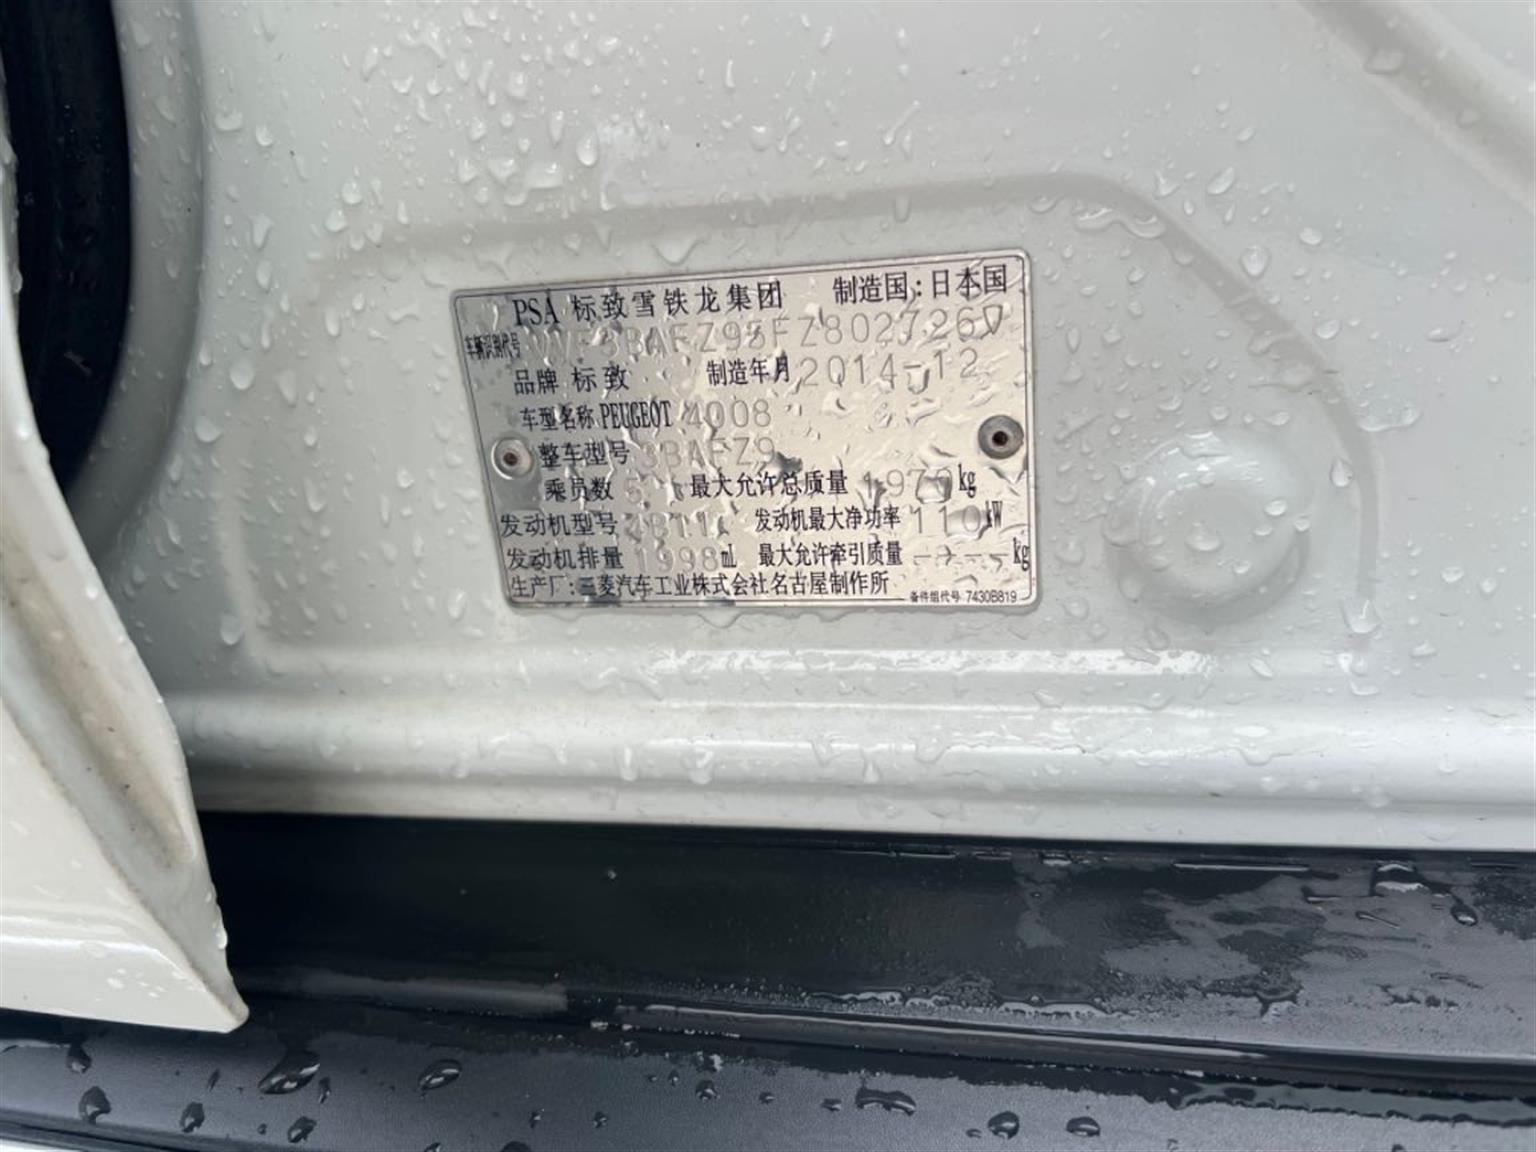 PSA 标致雪铁龙集团 制造国:日本国
车辆识别代号 VF3BAFZ98FZ802726
品牌 标致 制造年月 2014-12
车型名称 PEUGEOT 4008
整车型号 3BAFZ9
乘员数 5 最大允许总质量 1970 kg
发动机型号 4B11 发动机最大净功率 110 kW
发动机排量 1998 mL 最大允许牵引质量 ---- kg
生产厂:三菱汽车工业株式会社名古屋制作所
备件组代号 7430B819